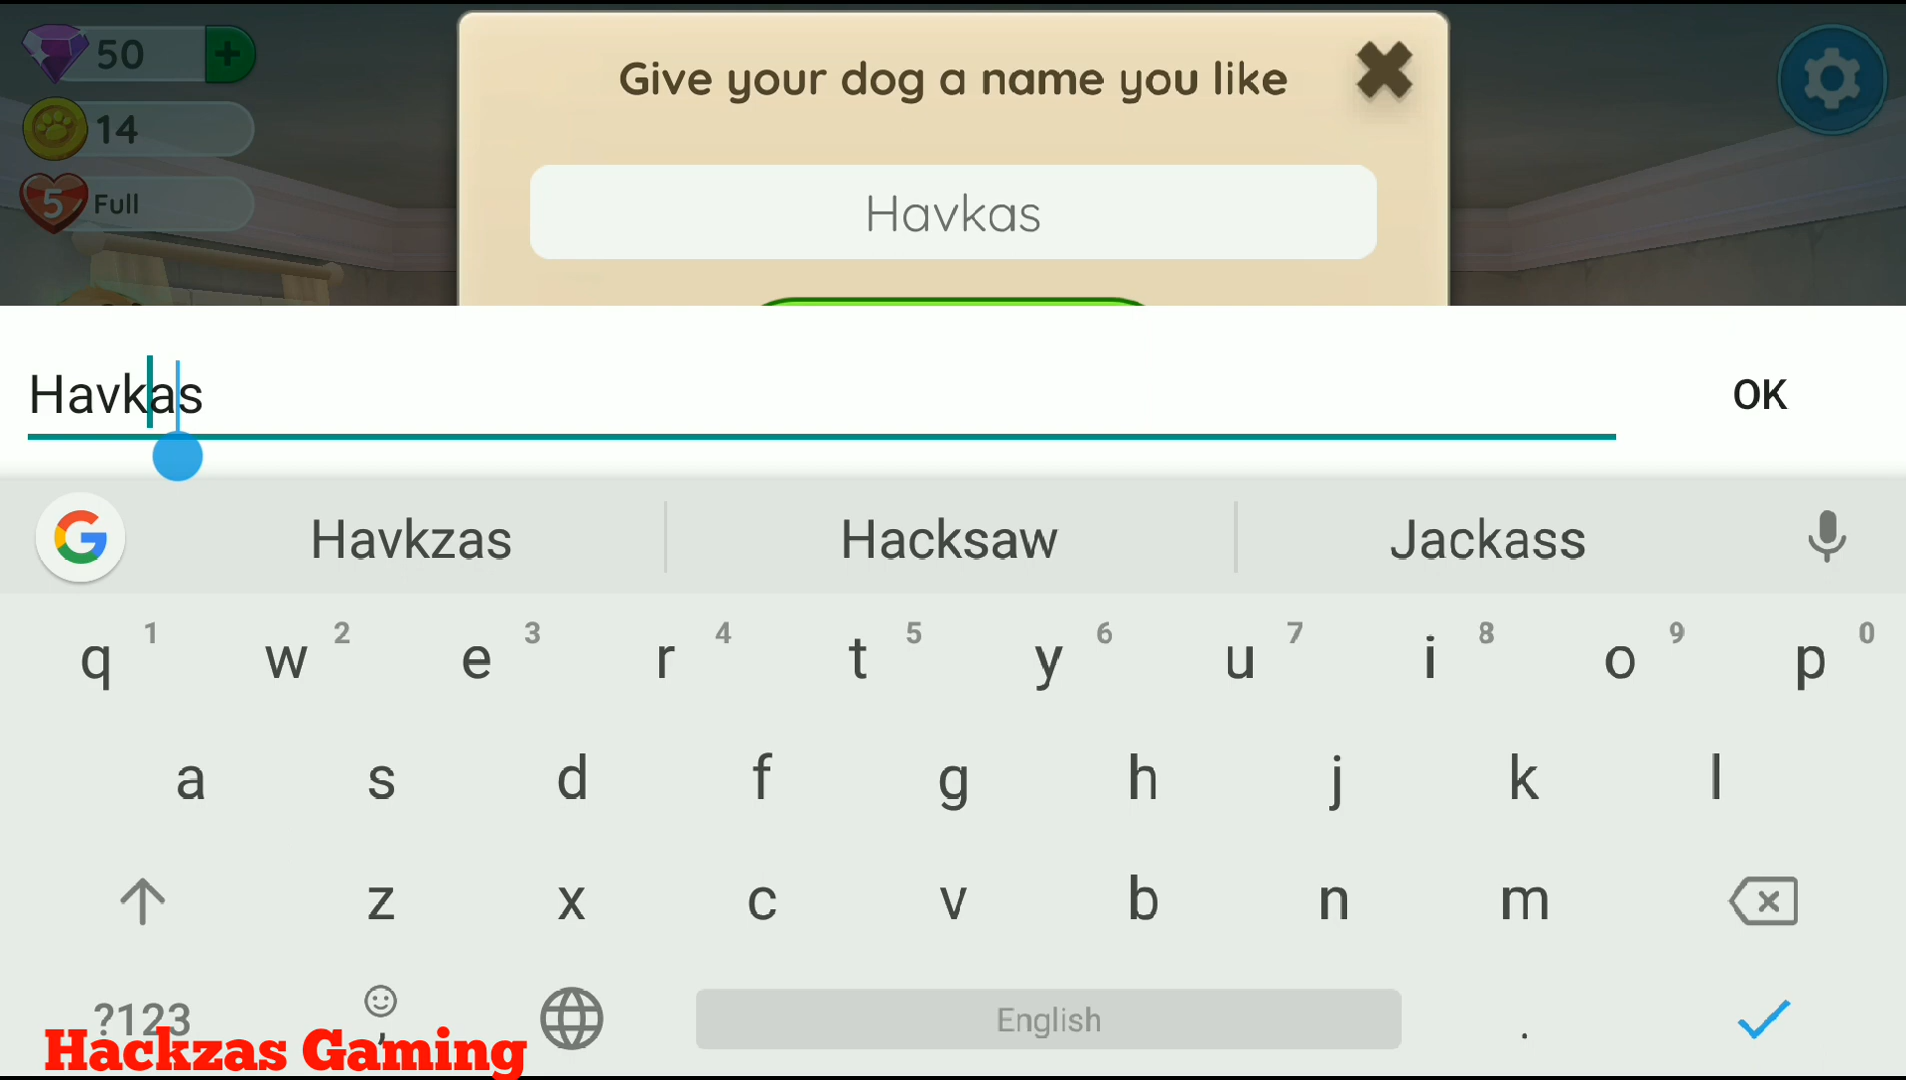 50
14
5 Full
Give your dog a name you like
Havkas
Havkas
OK
Havkzas Hacksaw Jackass
q 1 w 2 e 3 r 4 t 5 y 6 u 7 i 8 o 9 p 0
a s d f g h j k l
z x c v b n m
?123 , English .
Hackzas Gaming